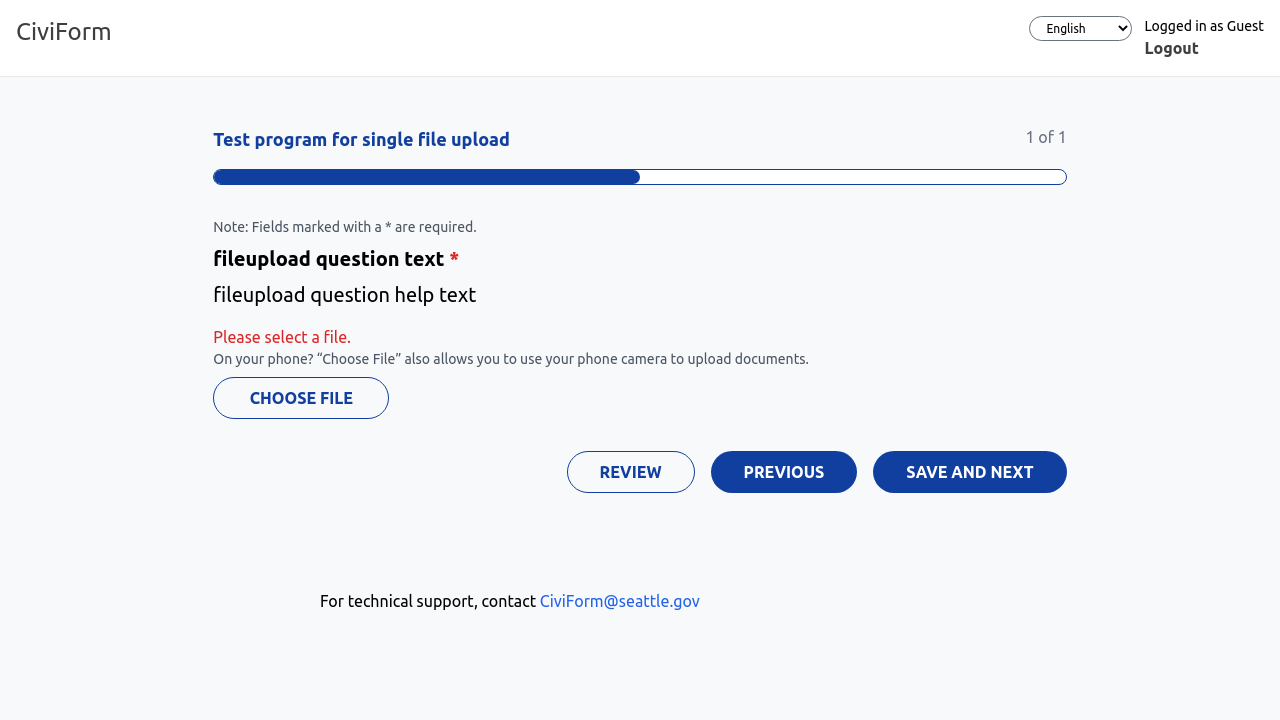 CiviForm
English
Logged in as Guest
Logout
Test program for single file upload
1 of 1
Note: Fields marked with a * are required.
fileupload question text *
fileupload question help text
Please select a file.
On your phone? “Choose File” also allows you to use your phone camera to upload documents.
CHOOSE FILE
REVIEW
PREVIOUS
SAVE AND NEXT
For technical support, contact CiviForm@seattle.gov